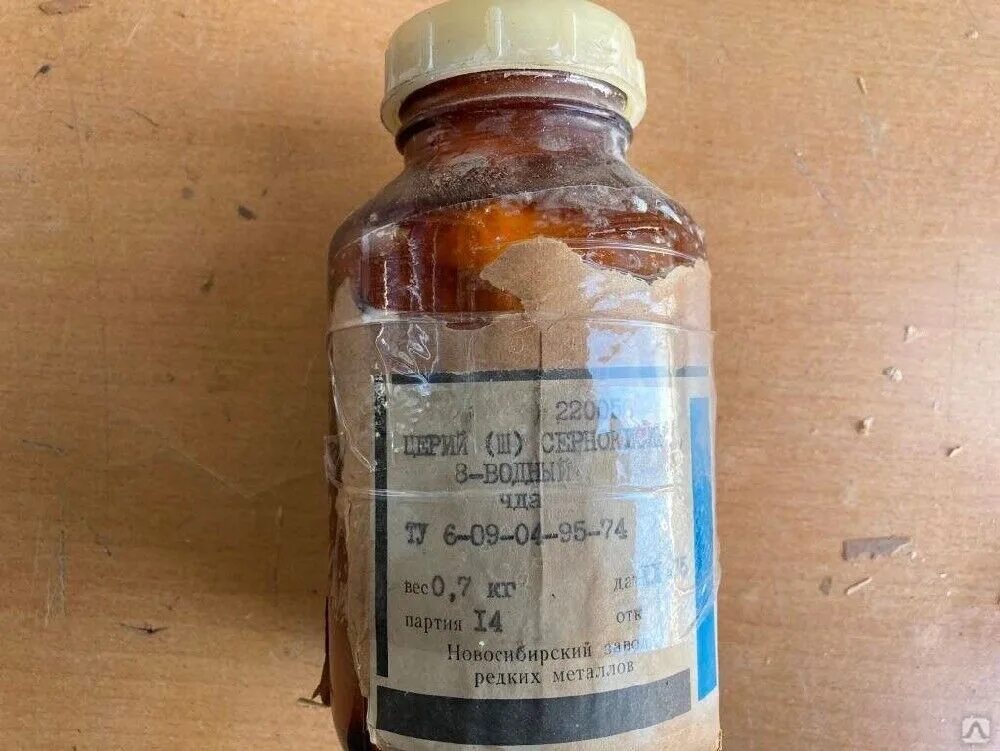 22005
ЦЕРИЙ (Ш) СЕРНОКИСЛ
8-ВОДНЫЙ
чда
ТУ 6-09-04-95-74
вес 0,7 кг
партия I4 отк
Новосибирский завод
редких металлов